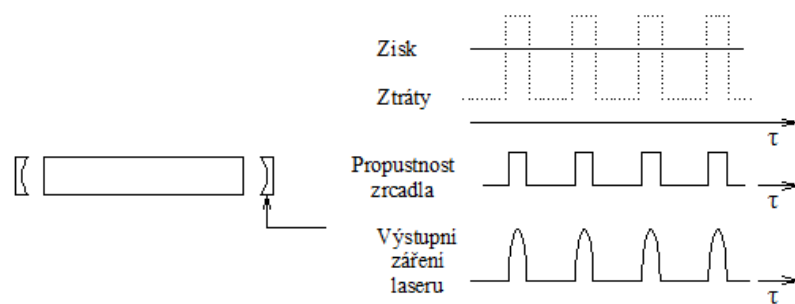 Zisk
Ztráty
τ
Propustnost
zrcadla
τ
Výstupní
záření
laseru
τ